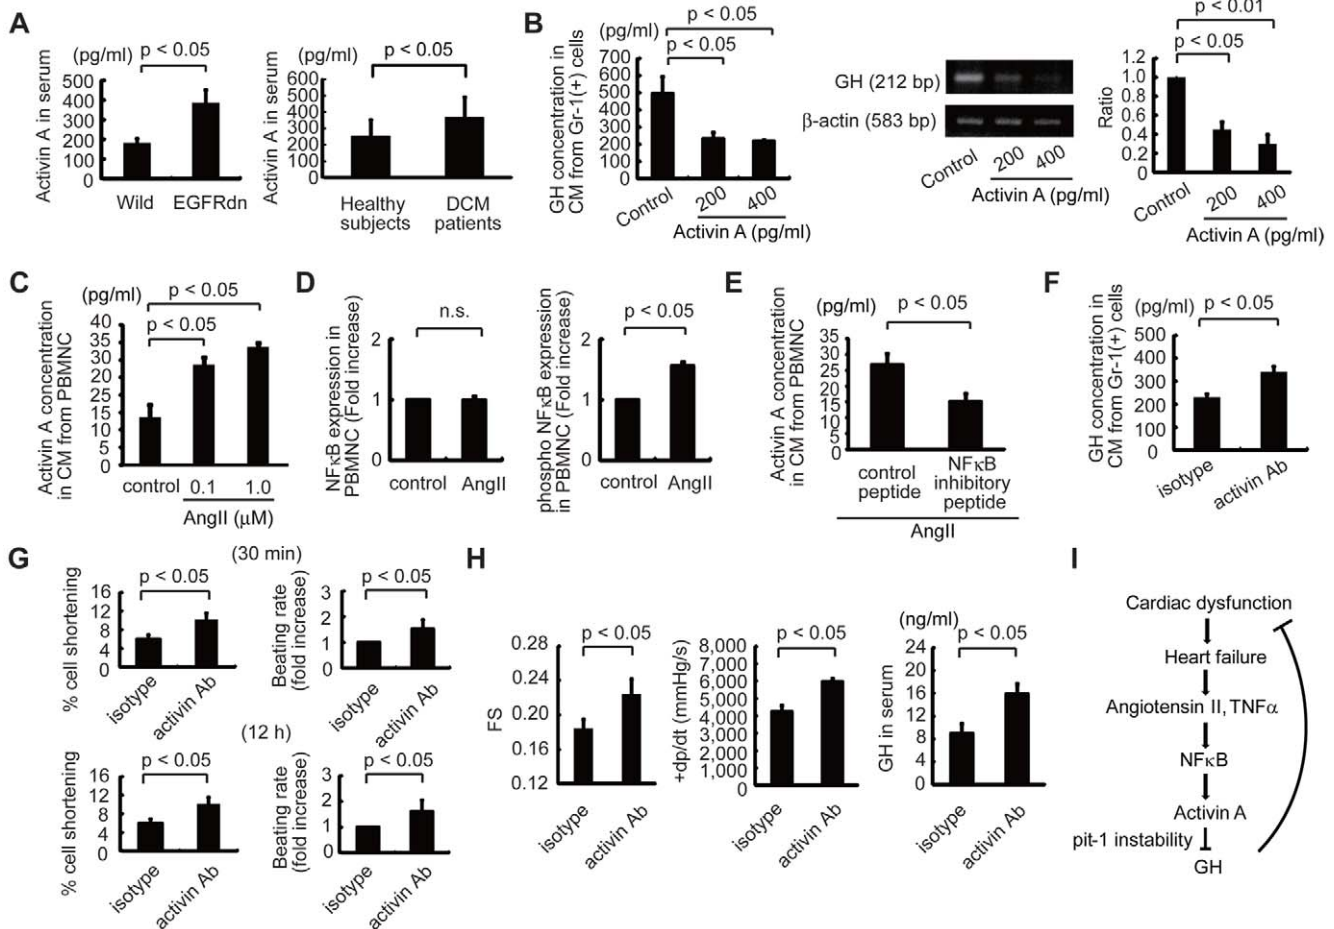 A
(pg/ml)
p < 0.05
Activin A in serum
500
400
300
200
100
0
Wild
EGFRdn
(pg/ml)
p < 0.05
Activin A in serum
600
500
400
300
200
100
0
Healthy
subjects
DCM
patients
B
(pg/ml)
p < 0.05
p < 0.05
GH concentration in
CM from Gr-1(+) cells
700
600
500
400
300
200
100
0
Control
200
400
Activin A (pg/ml)
GH (212 bp)
β-actin (583 bp)
Control
200
400
Activin A (pg/ml)
p < 0.01
p < 0.05
Ratio
1.2
1.0
0.8
0.6
0.4
0.2
0
Control
200
400
Activin A (pg/ml)
C
(pg/ml)
p < 0.05
p < 0.05
Activin A concentration
in CM from PBMNC
40
35
30
20
10
15
5
0
control
0.1
1.0
AngII (μM)
D
n.s.
NFκB expression in
PBMNC (Fold increase)
2
1
0
control
AngII
p < 0.05
phospho NFκB expression
in PBMNC (Fold increase)
2
1
0
control
AngII
E
(pg/ml)
p < 0.05
Activin A concentration
in CM from PBMNC
35
30
25
20
15
10
5
0
control
peptide
NFκB
inhibitory
peptide
AngII
F
(pg/ml)
p < 0.05
GH concentration in
CM from Gr-1(+) cells
500
400
300
200
100
0
isotype
activin Ab
G
(30 min)
p < 0.05
% cell shortening
16
12
8
4
0
isotype
activin Ab
p < 0.05
Beating rate
(fold increase)
3
2
1
0
isotype
activin Ab
(12 h)
p < 0.05
% cell shortening
16
12
8
4
0
isotype
activin Ab
p < 0.05
Beating rate
(fold increase)
3
2
1
0
isotype
activin Ab
H
p < 0.05
FS
0.28
0.24
0.20
0.16
0.12
isotype
activin Ab
p < 0.05
+dp/dt (mmHg/s)
8,000
7,000
6,000
5,000
4,000
3,000
2,000
1,000
0
isotype
activin Ab
(ng/ml)
p < 0.05
GH in serum
24
20
16
12
8
4
0
isotype
activin Ab
I
Cardiac dysfunction
Heart failure
Angiotensin II, TNFα
NFκB
Activin A
pit-1 instability
GH